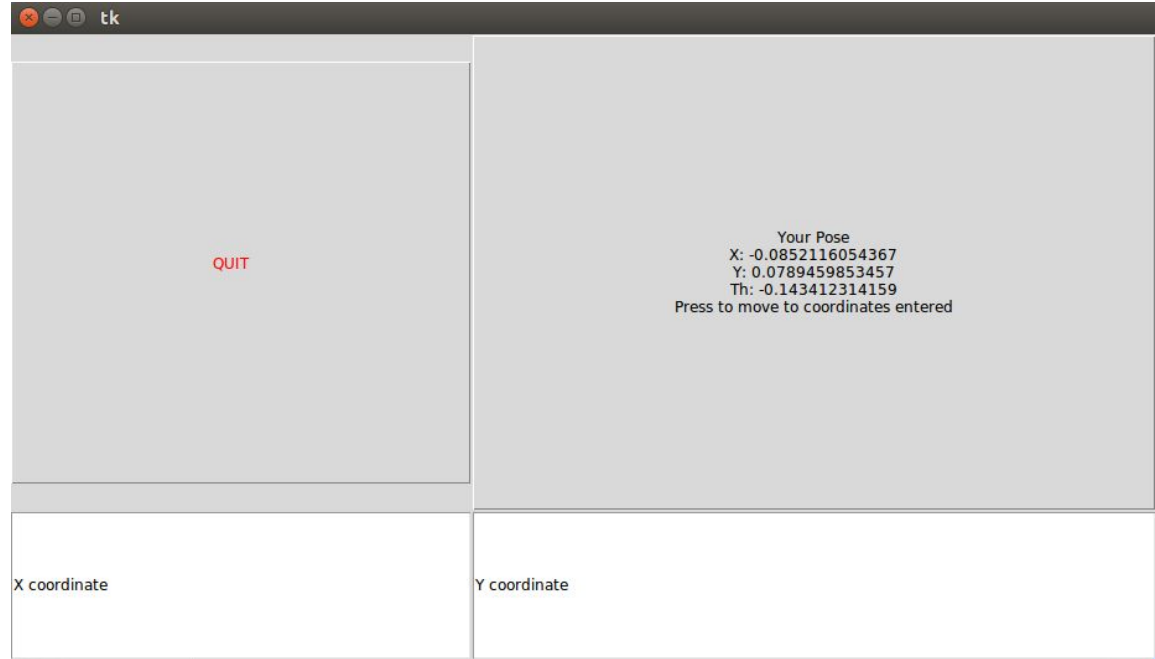 tk
QUIT
Your Pose
X: -0.0852116054367
Y: 0.0789459853457
Th: -0.143412314159
Press to move to coordinates entered
X coordinate
Y coordinate